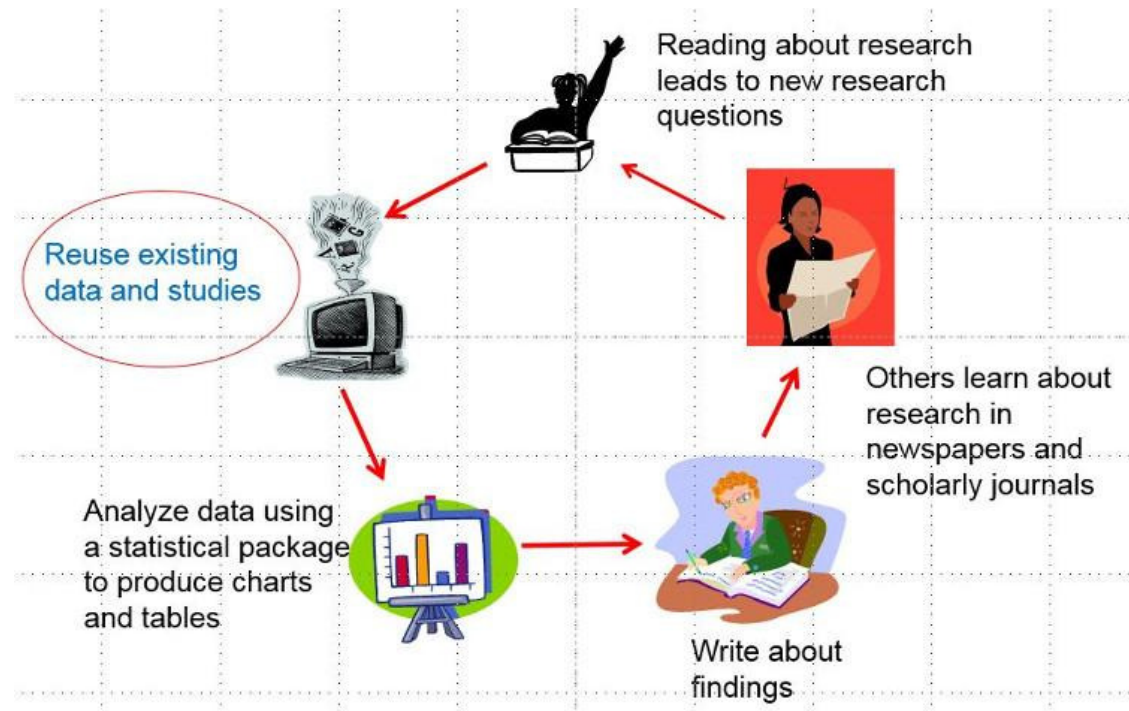 Reading about research
leads to new research
questions
Reuse existing
data and studies
Others learn about
research in
newspapers and
scholarly journals
Analyze data using
a statistical package
to produce charts
and tables
Write about
findings